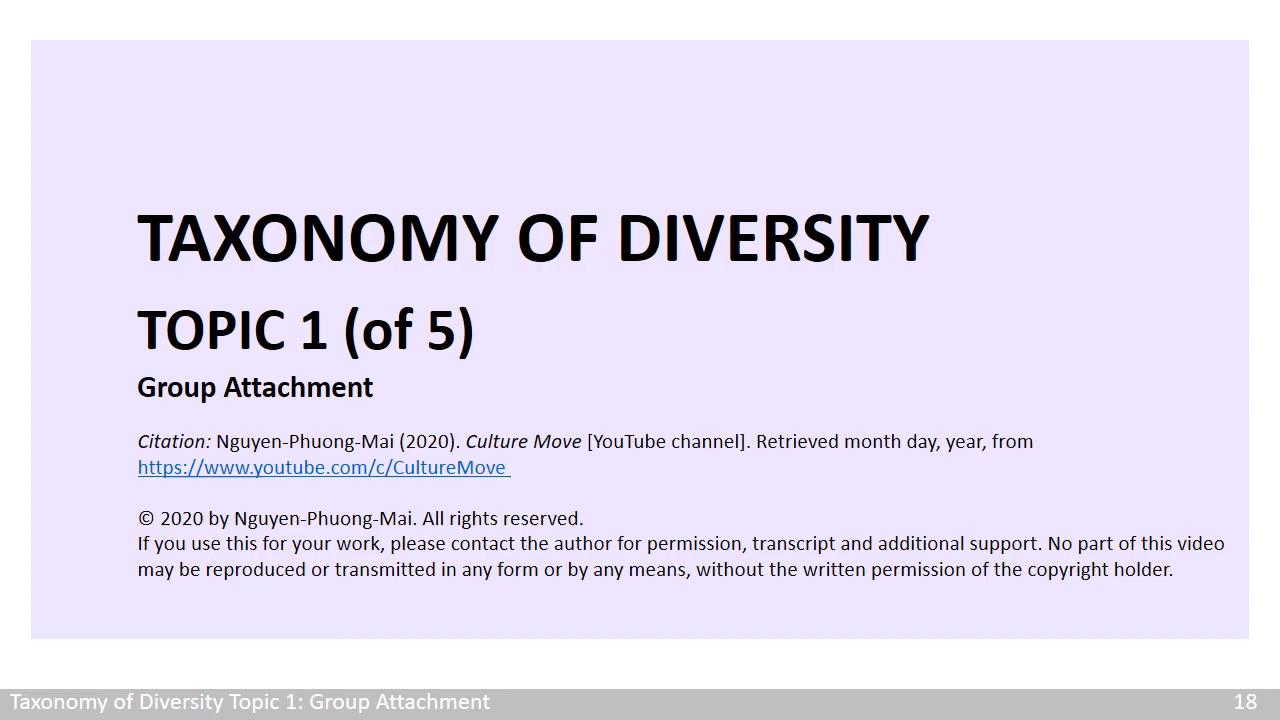 TAXONOMY OF DIVERSITY
TOPIC 1 (of 5)
Group Attachment
Citation: Nguyen-Phuong-Mai (2020). Culture Move [YouTube channel]. Retrieved month day, year, from
https://www.youtube.com/c/CultureMove
© 2020 by Nguyen-Phuong-Mai. All rights reserved.
If you use this for your work, please contact the author for permission, transcript and additional support. No part of this video
may be reproduced or transmitted in any form or by any means, without the written permission of the copyright holder.
Taxonomy of Diversity Topic 1: Group Attachment 18